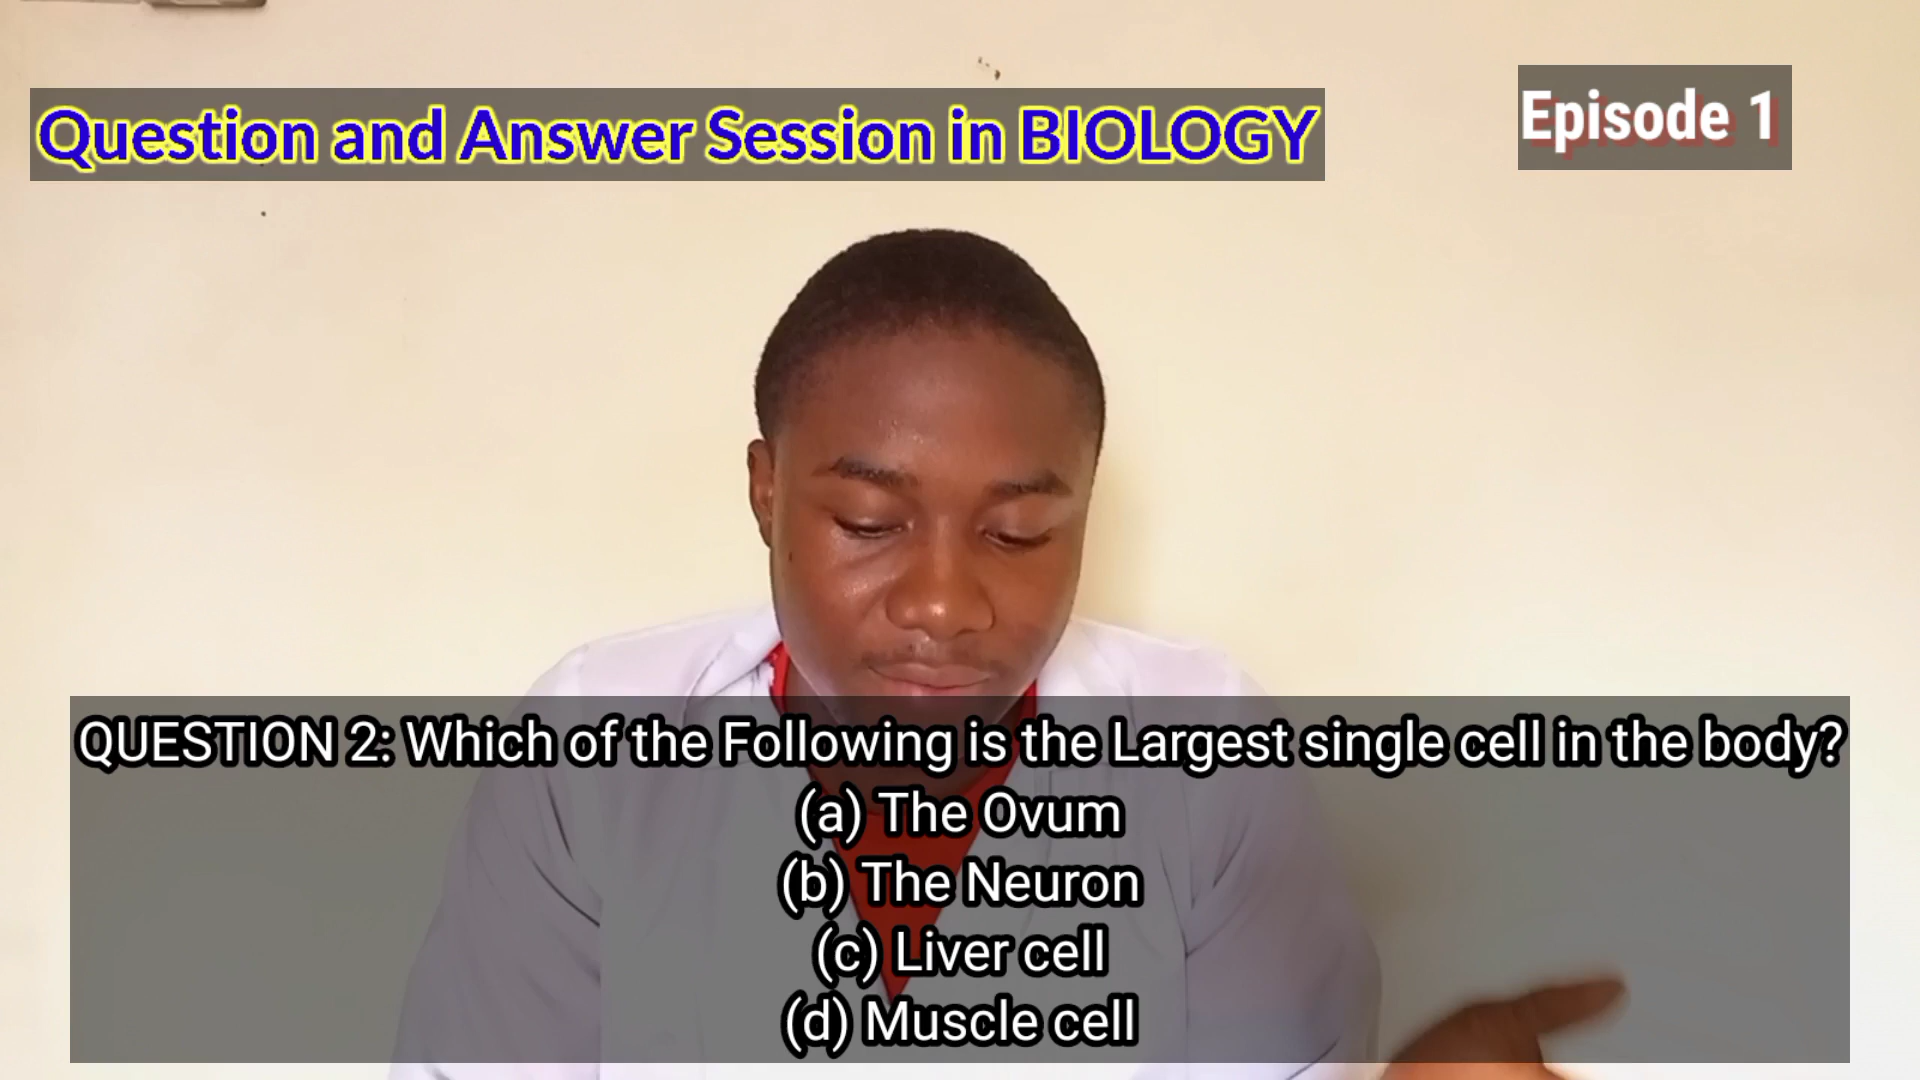 Question and Answer Session in BIOLOGY
Episode 1
QUESTION 2: Which of the Following is the Largest single cell in the body?
(a) The Ovum
(b) The Neuron
(c) Liver cell
(d) Muscle cell